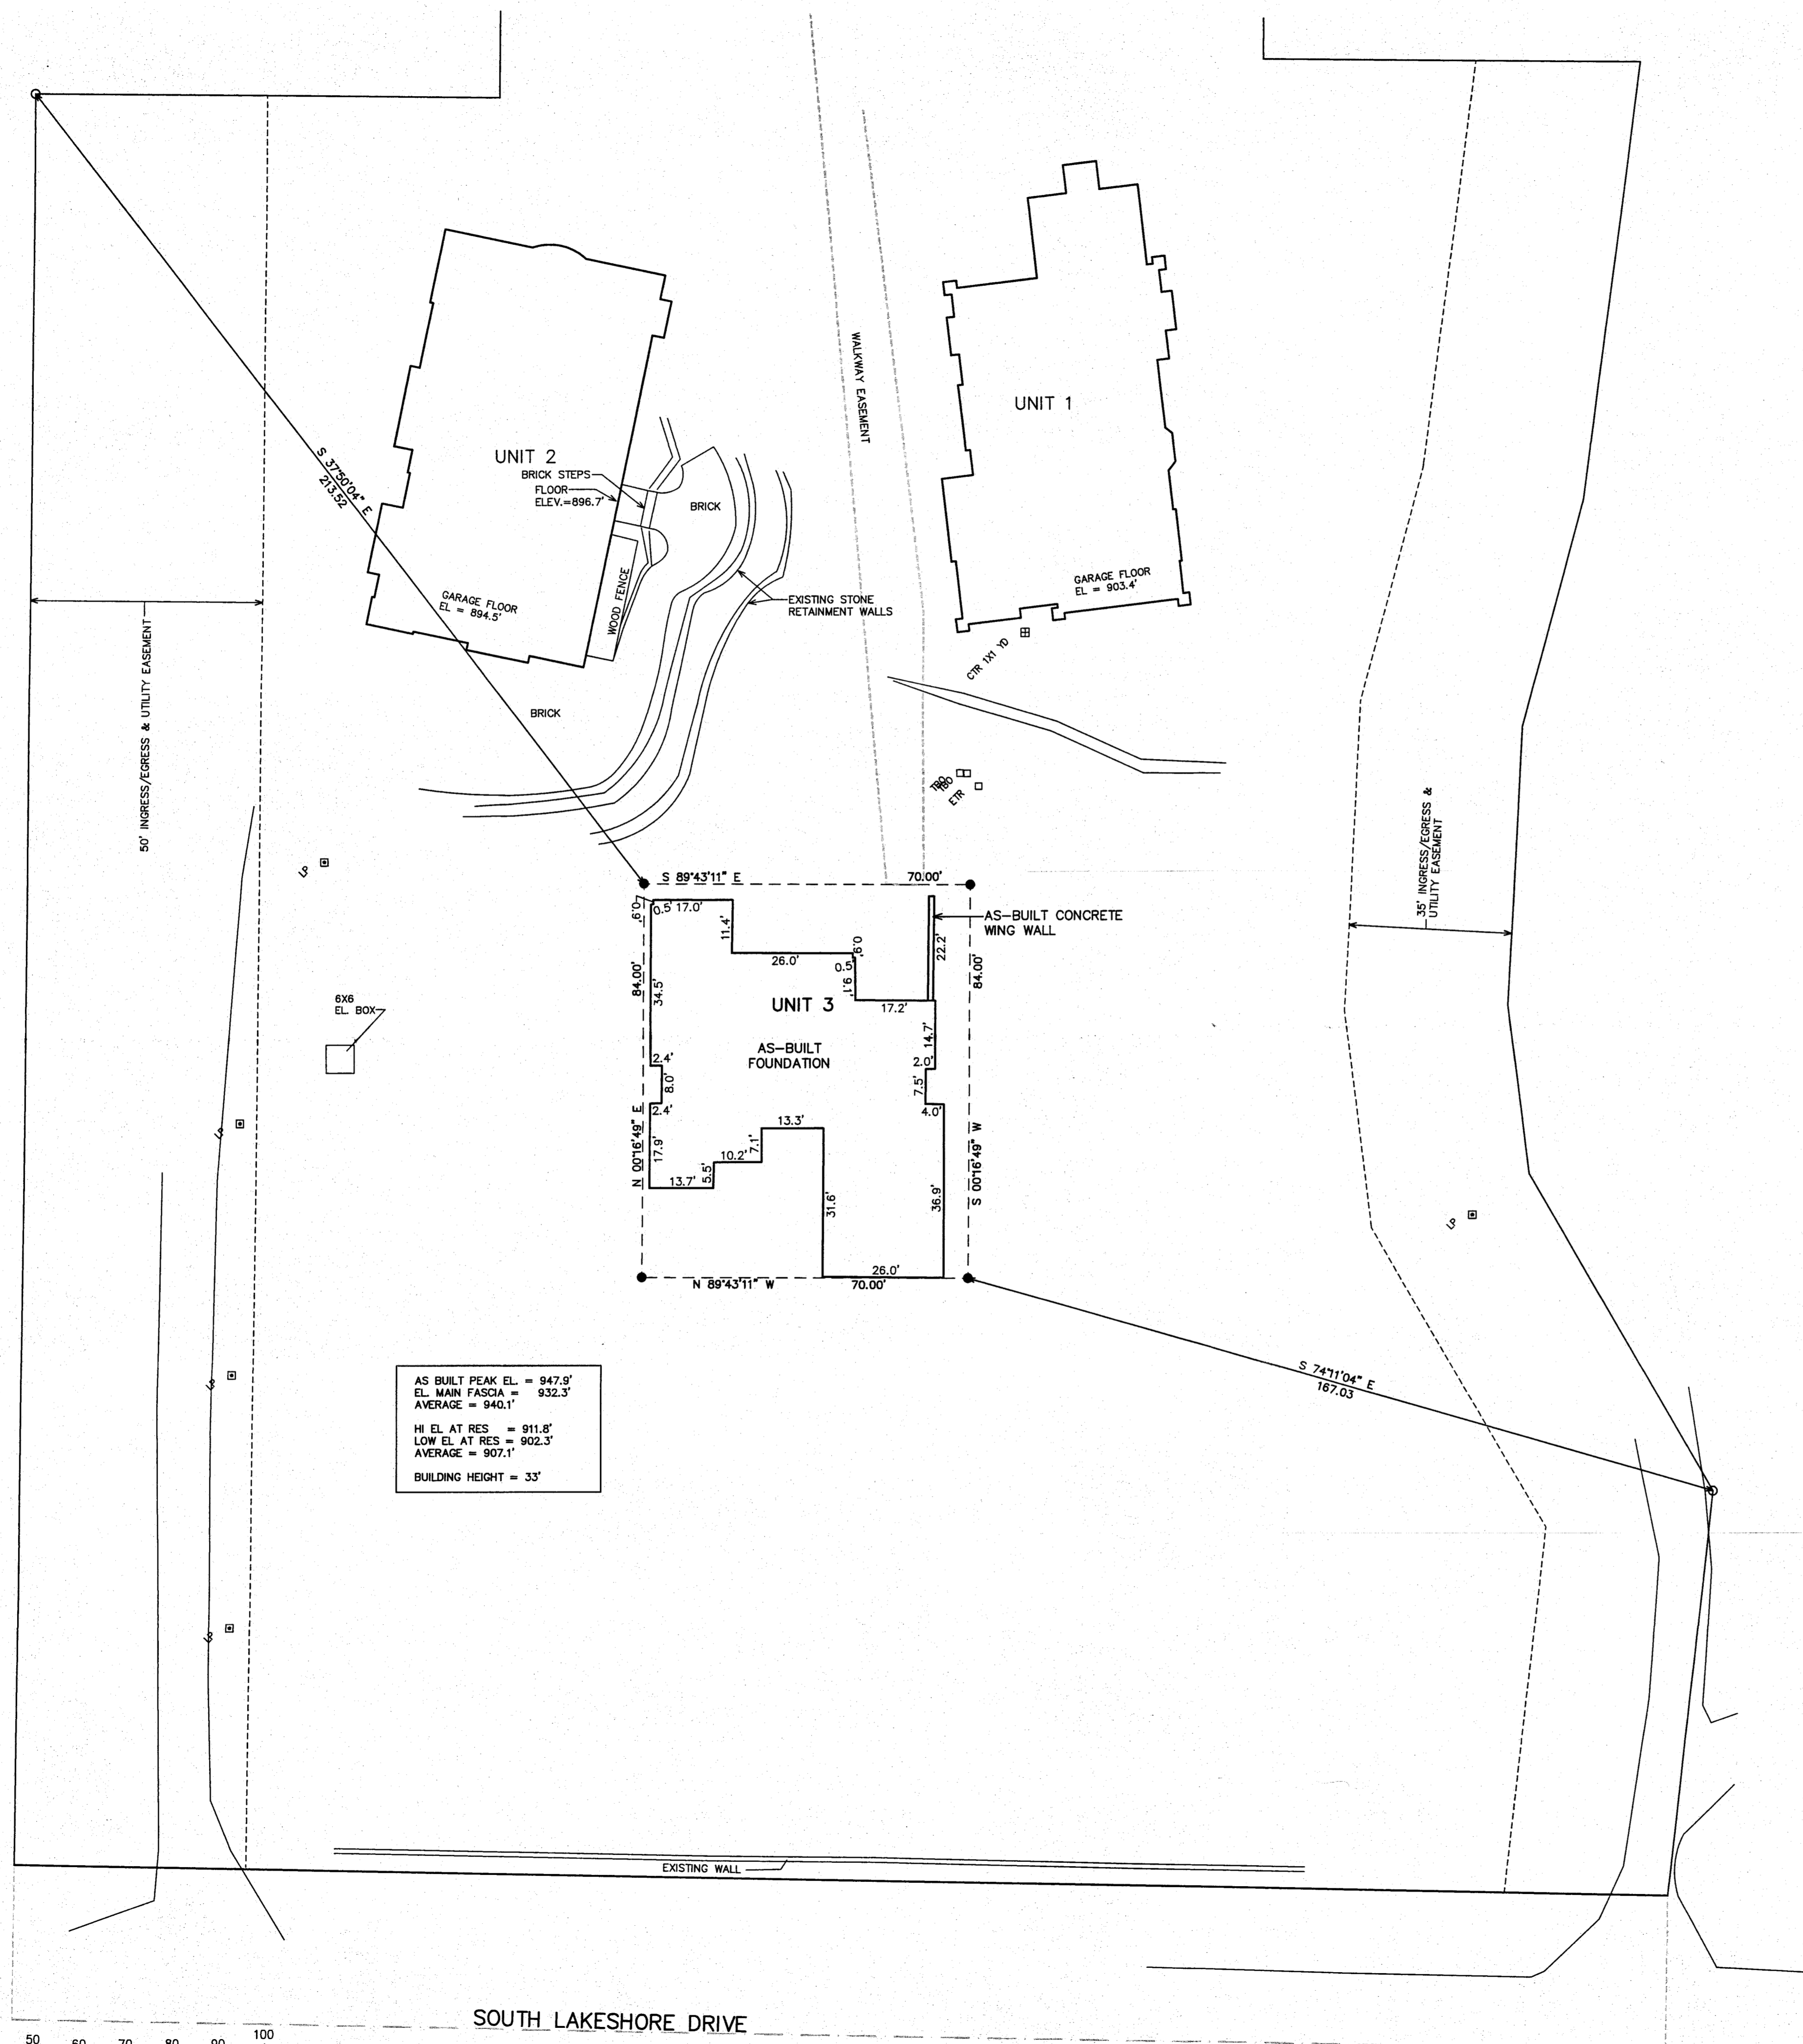 WALKWAY EASEMENT
UNIT 1
UNIT 2
BRICK STEPS
FLOOR
ELEV.=896.7'
BRICK
S 37°50'04" E
213.52
GARAGE FLOOR
EL = 903.4'
GARAGE FLOOR
EL = 894.5'
WOOD FENCE
EXISTING STONE
RETAINMENT WALLS
CTR 1X1 YD
50' INGRESS/EGRESS & UTILITY EASEMENT
BRICK
TBO
TBO
ETR
35' INGRESS/EGRESS &
UTILITY EASEMENT
LP
S 89°43'11" E
70.00'
0.9'
0.5'
17.0'
11.4'
AS-BUILT CONCRETE
WING WALL
22.2'
26.0'
0.9'
0.5'
9.1'
84.00'
34.5'
84.00'
17.2'
UNIT 3
6X6
EL. BOX
AS-BUILT
FOUNDATION
14.7'
2.0'
7.5'
4.0'
2.4'
8.0'
2.4'
LP
N 00°16'49" E
17.9'
13.3'
7.1'
10.2'
5.5'
13.7'
31.6'
36.9'
S 00°16'49" W
LP
26.0'
N 89°43'11" W
70.00'
S 74°11'04" E
167.03
LP
AS BUILT PEAK EL. = 947.9'
EL. MAIN FASCIA = 932.3'
AVERAGE = 940.1'
HI EL AT RES = 911.8'
LOW EL AT RES = 902.3'
AVERAGE = 907.1'
BUILDING HEIGHT = 33'
LP
EXISTING WALL
SOUTH LAKESHORE DRIVE
50 60 70 80 90 100